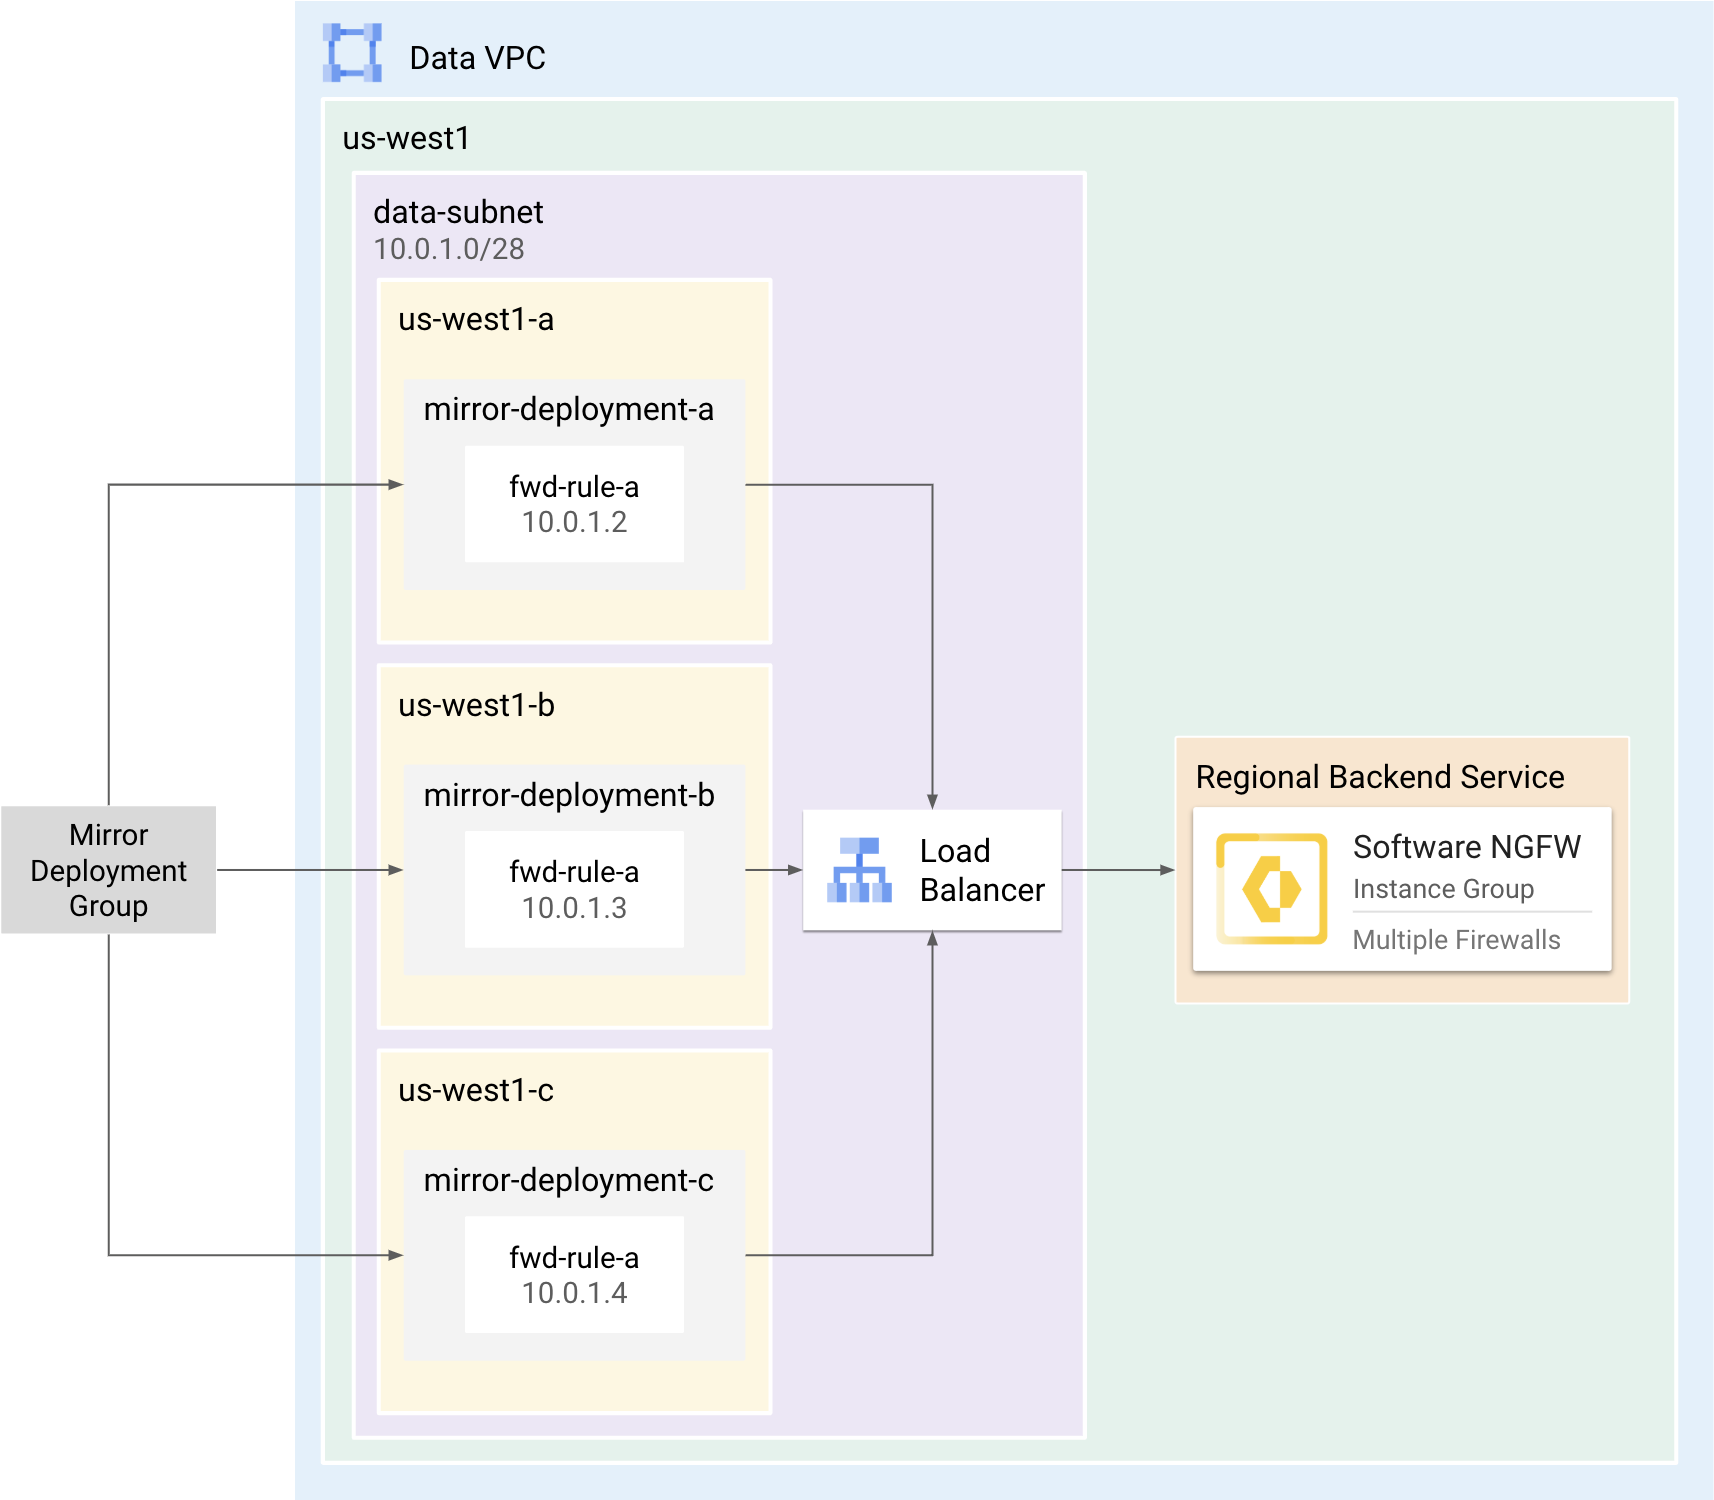 Data VPC
us-west1
data-subnet
10.0.1.0/28
us-west1-a
mirror-deployment-a
fwd-rule-a
10.0.1.2
us-west1-b
mirror-deployment-b
fwd-rule-a
10.0.1.3
us-west1-c
mirror-deployment-c
fwd-rule-a
10.0.1.4
Mirror
Deployment
Group
Load
Balancer
Regional Backend Service
Software NGFW
Instance Group
Multiple Firewalls